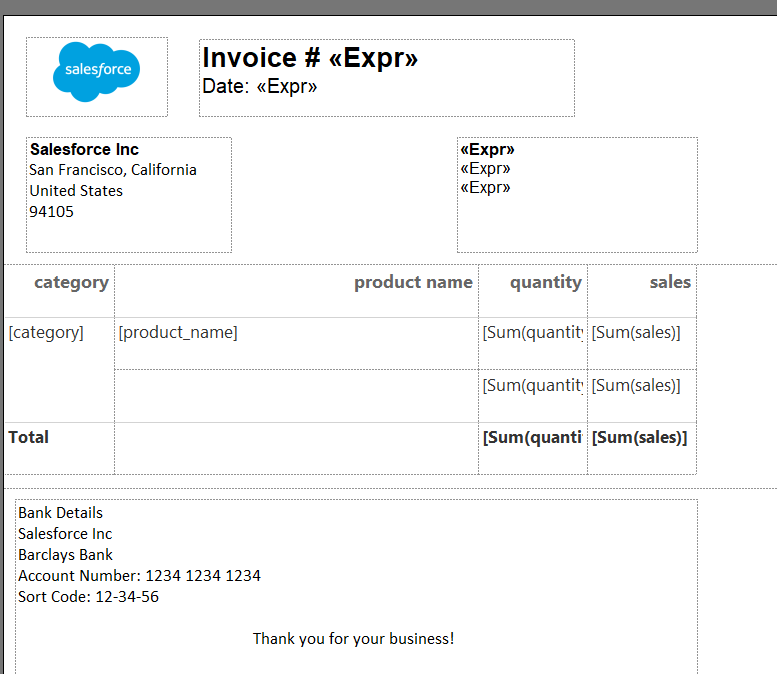 salesforce
Invoice # «Expr»
Date: «Expr»
Salesforce Inc
San Francisco, California
United States
94105
«Expr»
«Expr»
«Expr»
category product name quantity sales
[category] [product_name] [Sum(quantity [Sum(sales)]
[Sum(quantity [Sum(sales)]
Total [Sum(quanti [Sum(sales)]
Bank Details
Salesforce Inc
Barclays Bank
Account Number: 1234 1234 1234
Sort Code: 12-34-56
Thank you for your business!